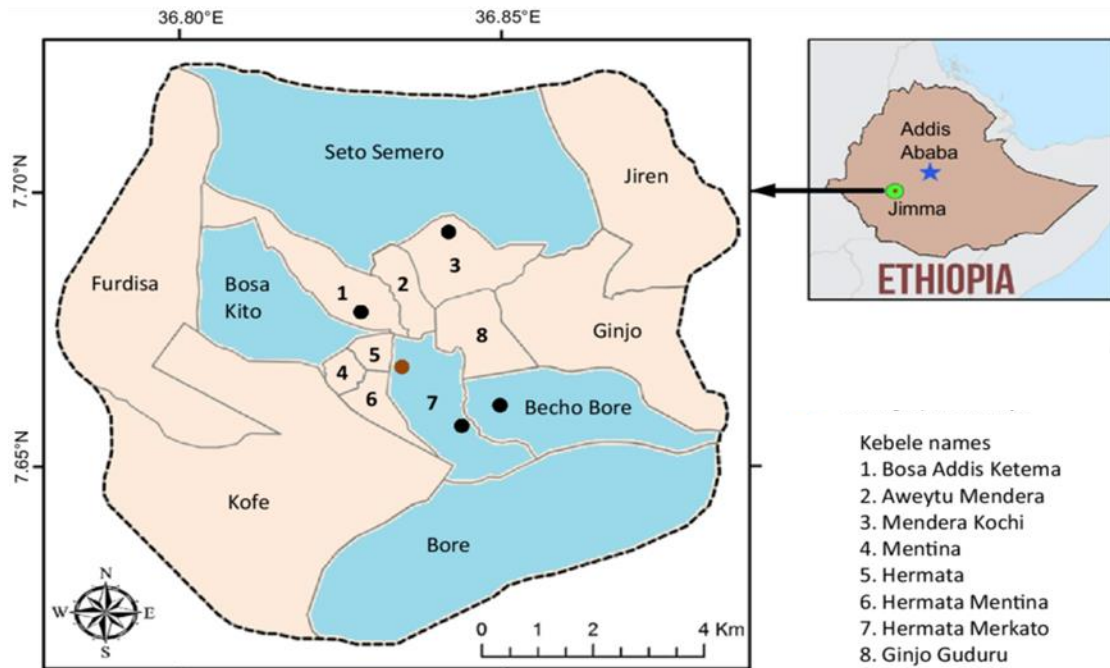 36.80°E
36.85°E
7.70°N
7.65°N
Seto Semero
Jiren
Furdisa
Bosa
Kito
1
2
3
Ginjo
8
5
4
6
7
Becho Bore
Kofe
Bore
N
W
E
S
0
1
2
4 Km
Addis
Ababa
Jimma
ETHIOPIA
Kebele names
1. Bosa Addis Ketema
2. Aweytu Mendera
3. Mendera Kochi
4. Mentina
5. Hermata
6. Hermata Mentina
7. Hermata Merkato
8. Ginjo Guduru